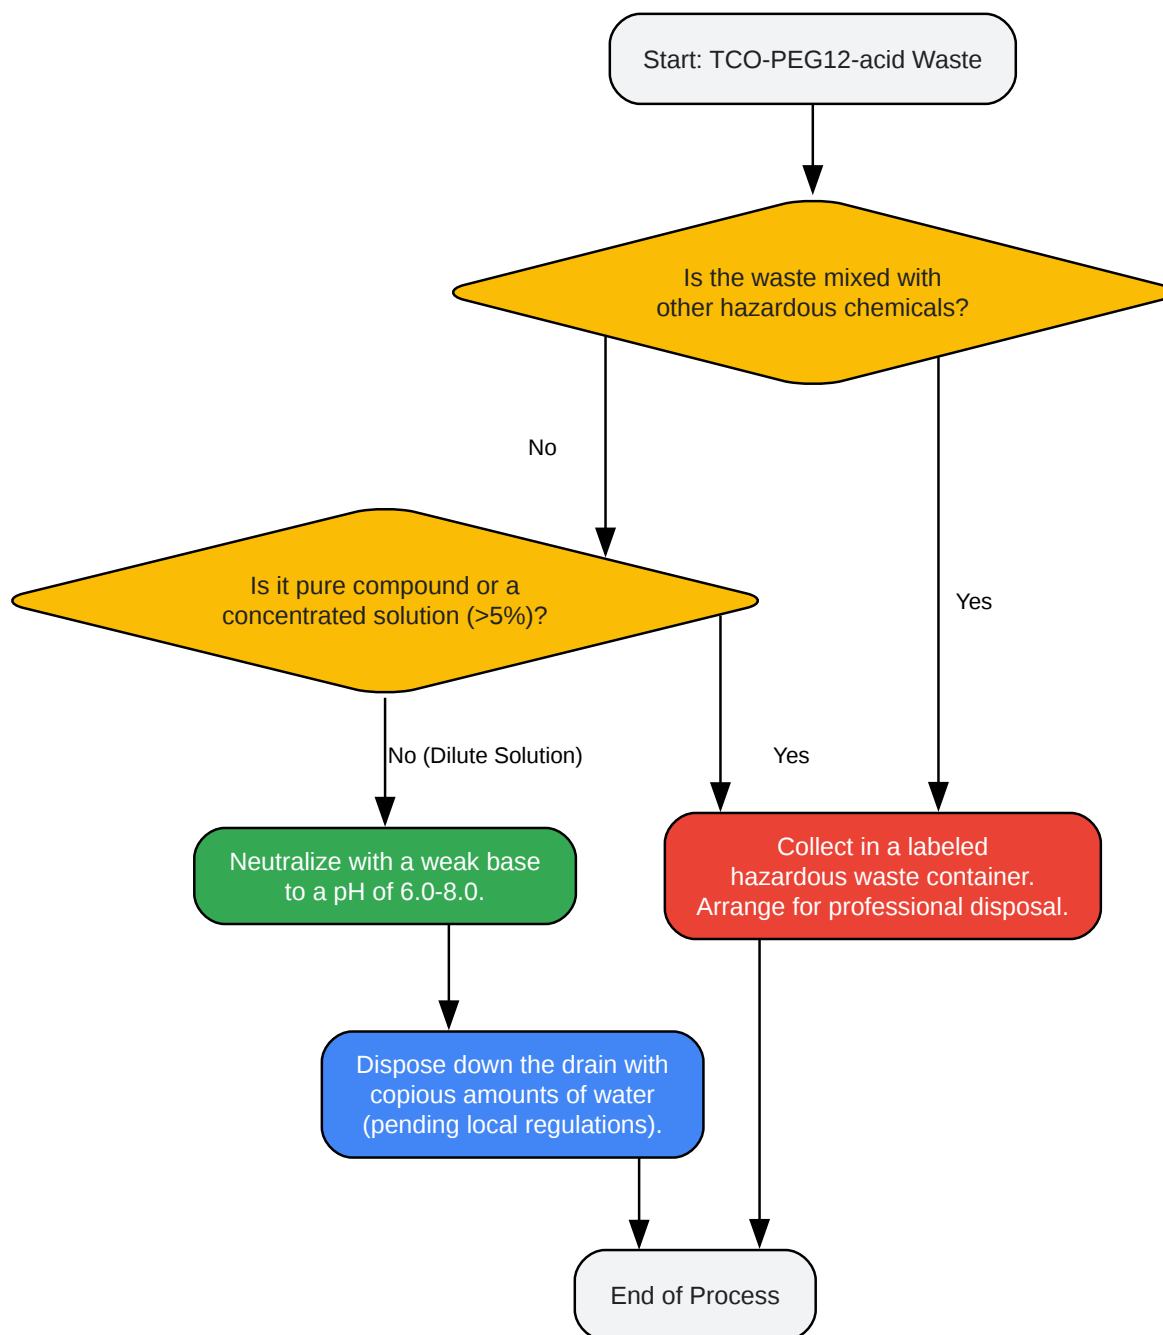 Start: TCO-PEG12-acid Waste
Is the waste mixed with
other hazardous chemicals?
No
Yes
Is it pure compound or a
concentrated solution (>5%)?
No (Dilute Solution)
Yes
Neutralize with a weak base
to a pH of 6.0-8.0.
Collect in a labeled
hazardous waste container.
Arrange for professional disposal.
Dispose down the drain with
copious amounts of water
(pending local regulations).
End of Process